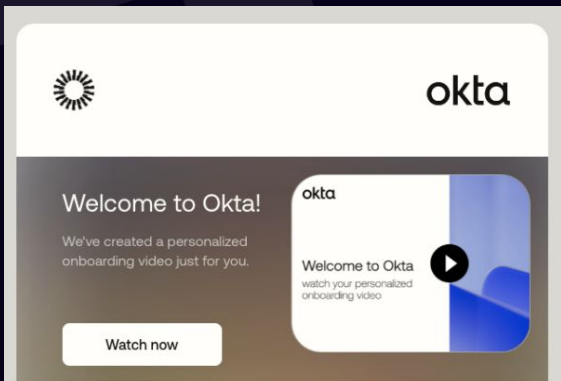 okta
Welcome to Okta!
We've created a personalized
onboarding video just for you.
Watch now
okta
Welcome to Okta
watch your personalized
onboarding video